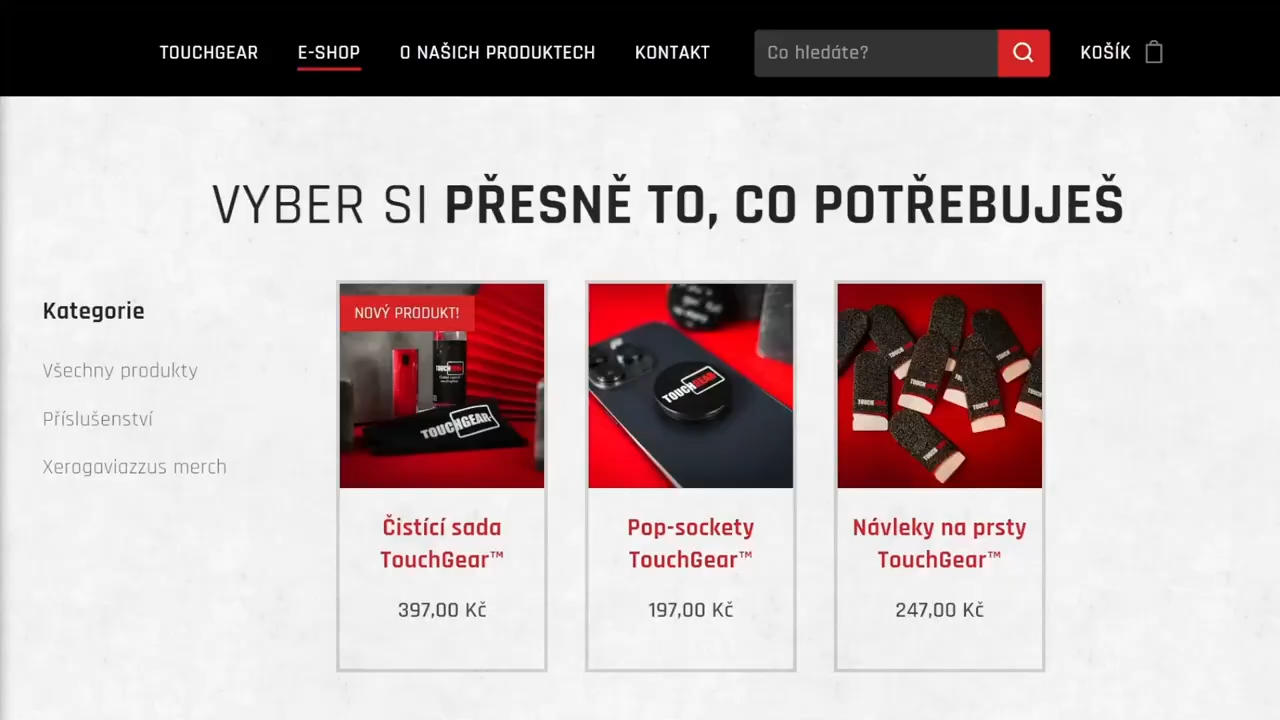 TOUCHGEAR E-SHOP O NAŠICH PRODUKTECH KONTAKT Co hledáte? KOŠÍK
VYBER SI PŘESNĚ TO, CO POTŘEBUJEŠ
Kategorie
Všechny produkty
Příslušenství
Xerogaviazzus merch
NOVÝ PRODUKT!
TOUCHGEAR
TOUCHGEAR
Čistící sada
TouchGear™
397,00 Kč
TOUCHGEAR
Pop-sockety
TouchGear™
197,00 Kč
Návleky na prsty
TouchGear™
247,00 Kč